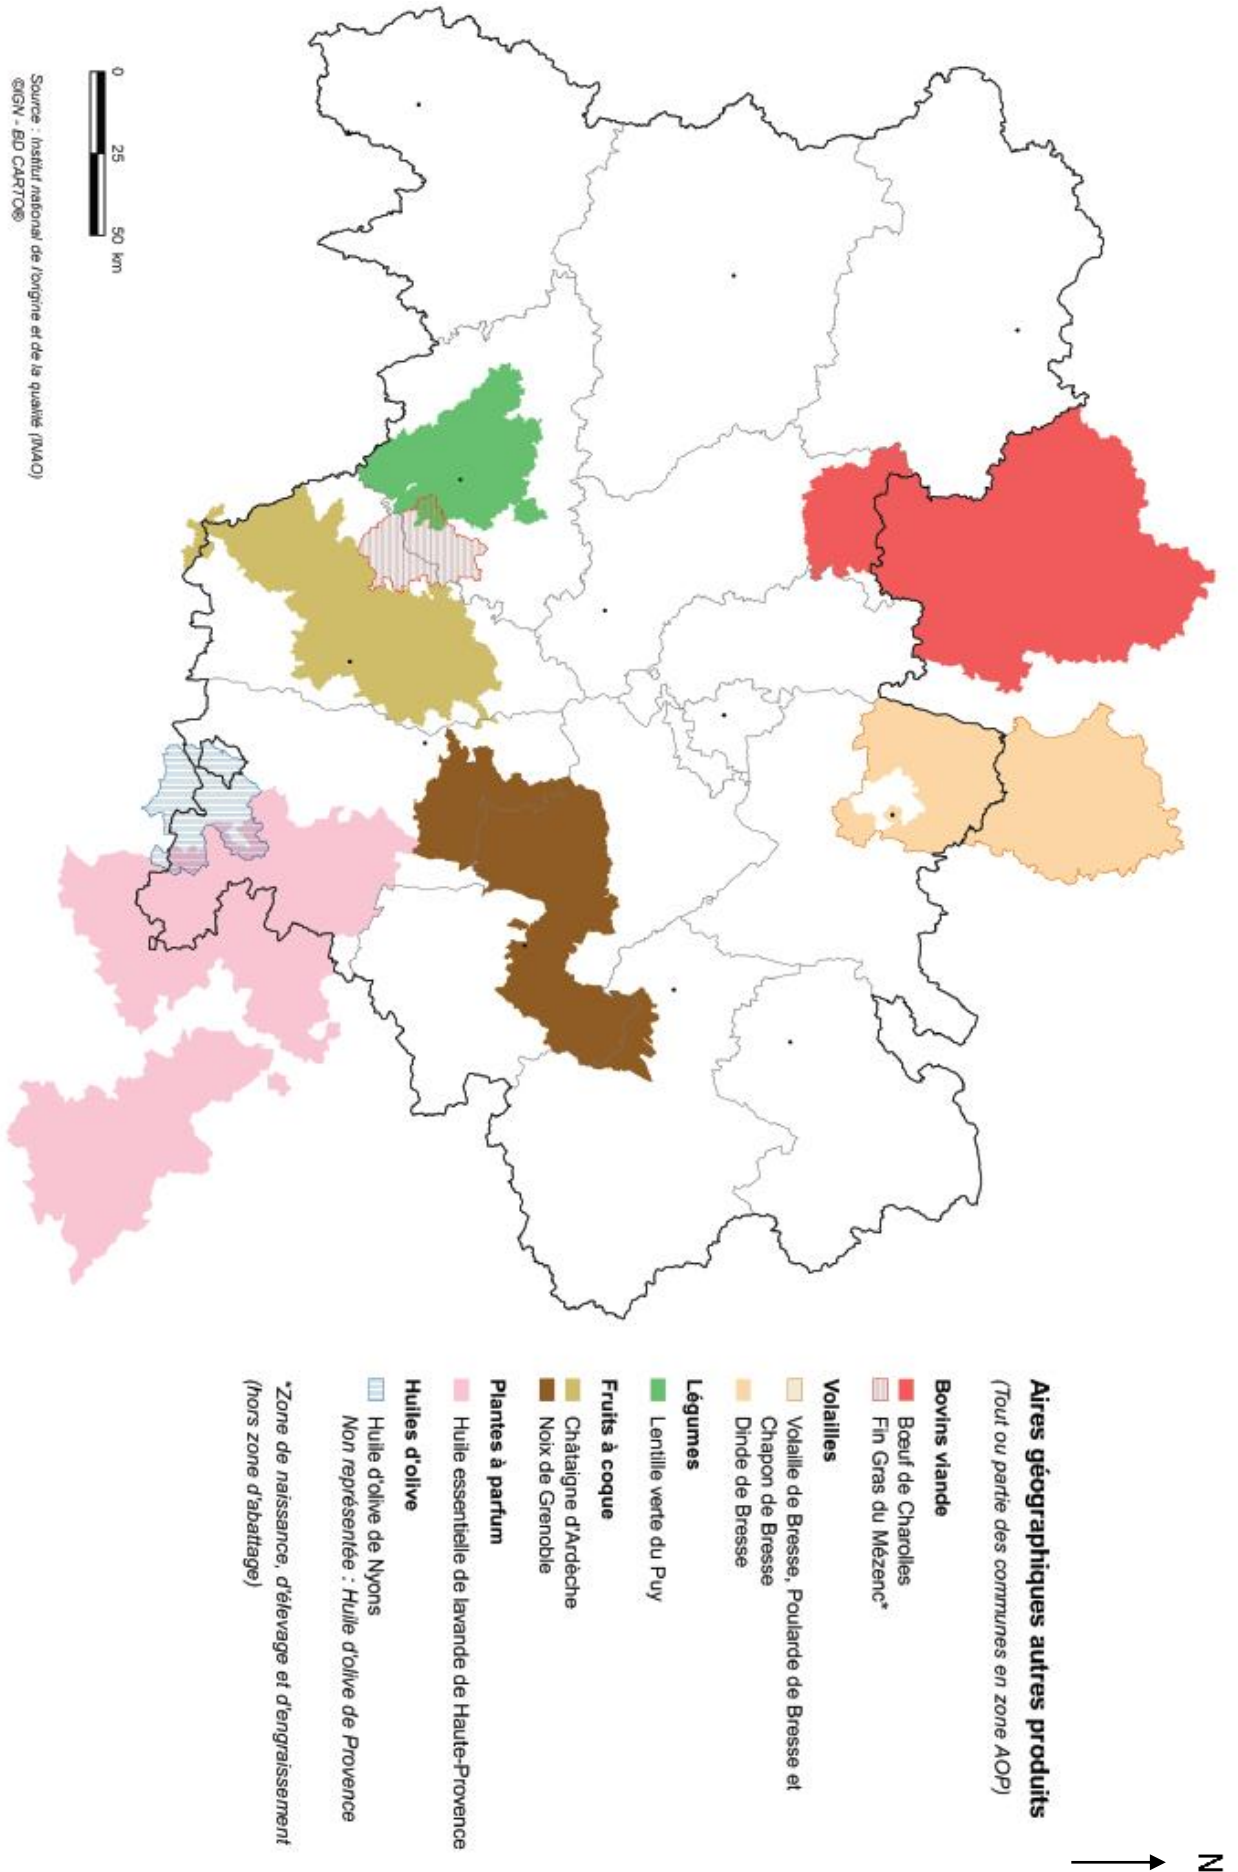 Aires géographiques autres produits
(Tout ou partie des communes en zone AOP)
Bovins viande
Bœuf de Charolles
Fin Gras du Mézenc*
Volailles
Volaille de Bresse, Poularde de Bresse et
Chapon de Bresse
Dinde de Bresse
Légumes
Lentille verte du Puy
Fruits à coque
Châtaigne d'Ardèche
Noix de Grenoble
Plantes à parfum
Huile essentielle de lavande de Haute-Provence
Huiles d'olive
Huile d'olive de Nyons
Non représentée : Huile d'olive de Provence
*Zone de naissance, d'élevage et d'engraissement
(hors zone d'abattage)
N
0 25 50 km
Source : Institut national de l'origine et de la qualité (INAO)
©IGN - BD CARTO®